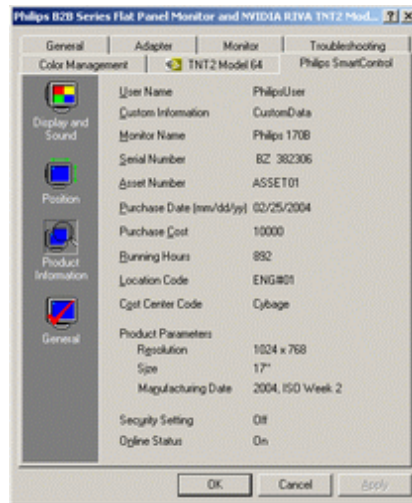 Philips B2B Series Flat Panel Monitor and NVIDIA RIVA TNT2 Mod... ? X
General Adapter Monitor Troubleshooting
Color Management TNT2 Model 64 Philips SmartControl
Display and Sound
Position
Product Information
General
User Name PhilipsUser
Custom Information CustomData
Monitor Name Philips 170B
Serial Number BZ 382306
Asset Number ASSET01
Purchase Date (mm/dd/yy) 02/25/2004
Purchase Cost 10000
Running Hours 892
Location Code ENG#01
Cost Center Code Cybage
Product Parameters
Resolution 1024 x 768
Size 17"
Manufacturing Date 2004, ISO Week 2
Security Setting Off
Online Status On
OK Cancel Apply